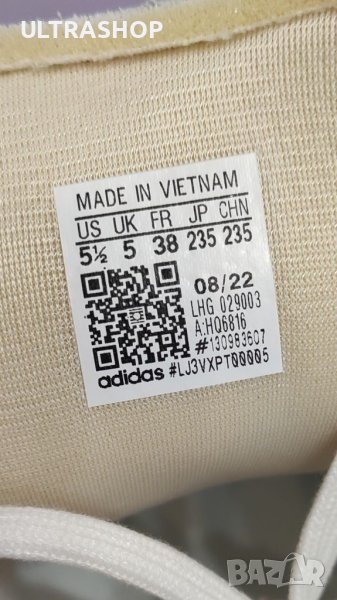 ULTRASHOP
MADE IN VIETNAM
US UK FR JP CHN
5½ 5 38 235 235
08/22
LHG 029003
A:HQ6816
#130983607
adidas #LJ3VXPT00005
BAZAR